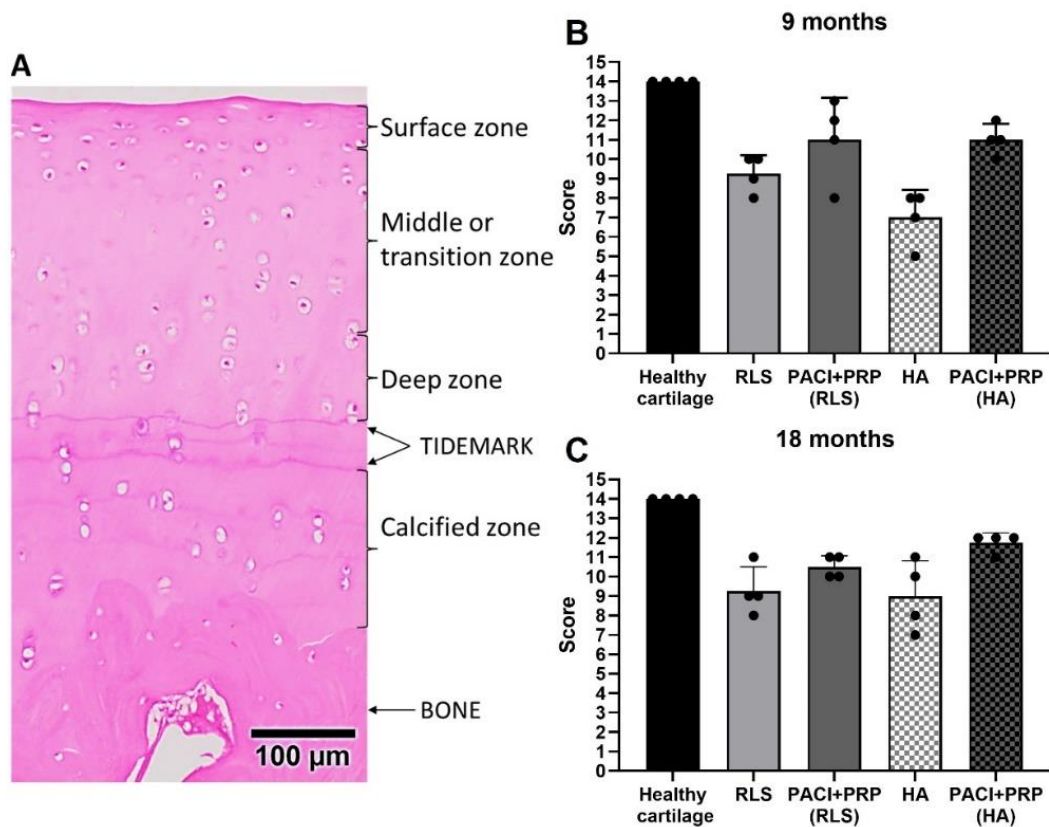 A
Surface zone
Middle or
transition zone
Deep zone
TIDEMARK
Calcified zone
BONE
100 µm
B
9 months
Score
15
14
13
12
11
10
9
8
7
6
5
4
3
2
1
0
Healthy
cartilage
RLS
PACI+PRP
(RLS)
HA
PACI+PRP
(HA)
C
18 months
Score
15
14
13
12
11
10
9
8
7
6
5
4
3
2
1
0
Healthy
cartilage
RLS
PACI+PRP
(RLS)
HA
PACI+PRP
(HA)